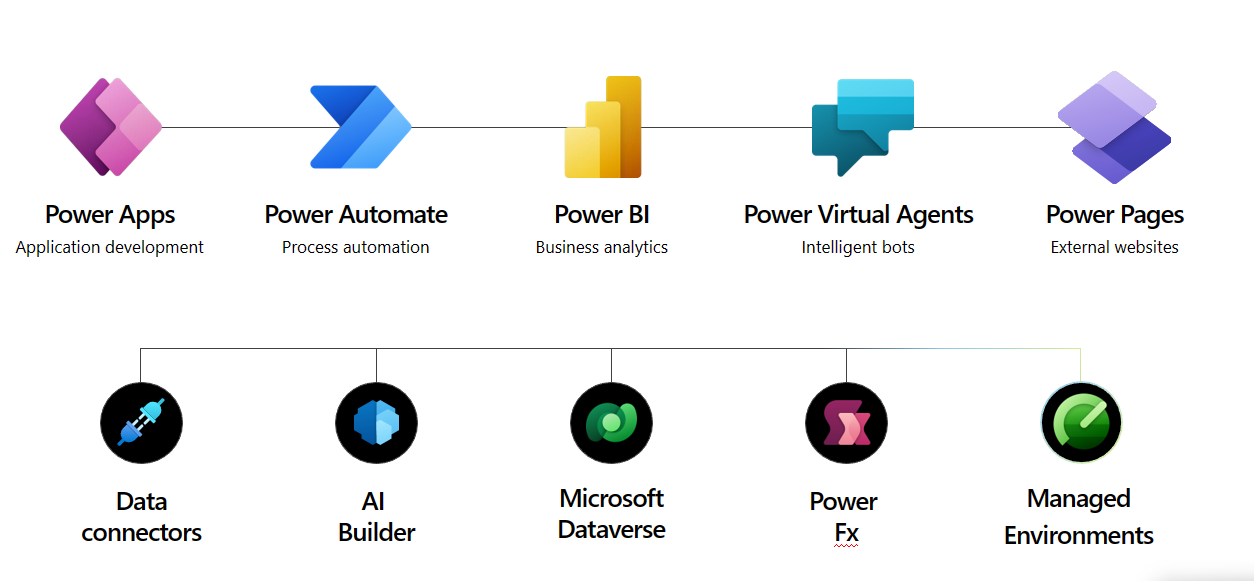 Power Apps
Power Automate
Power BI
Power Virtual Agents
Power Pages
Application development
Process automation
Business analytics
Intelligent bots
External websites
Data
connectors
AI
Builder
Microsoft
Dataverse
Power
Fx
Managed
Environments